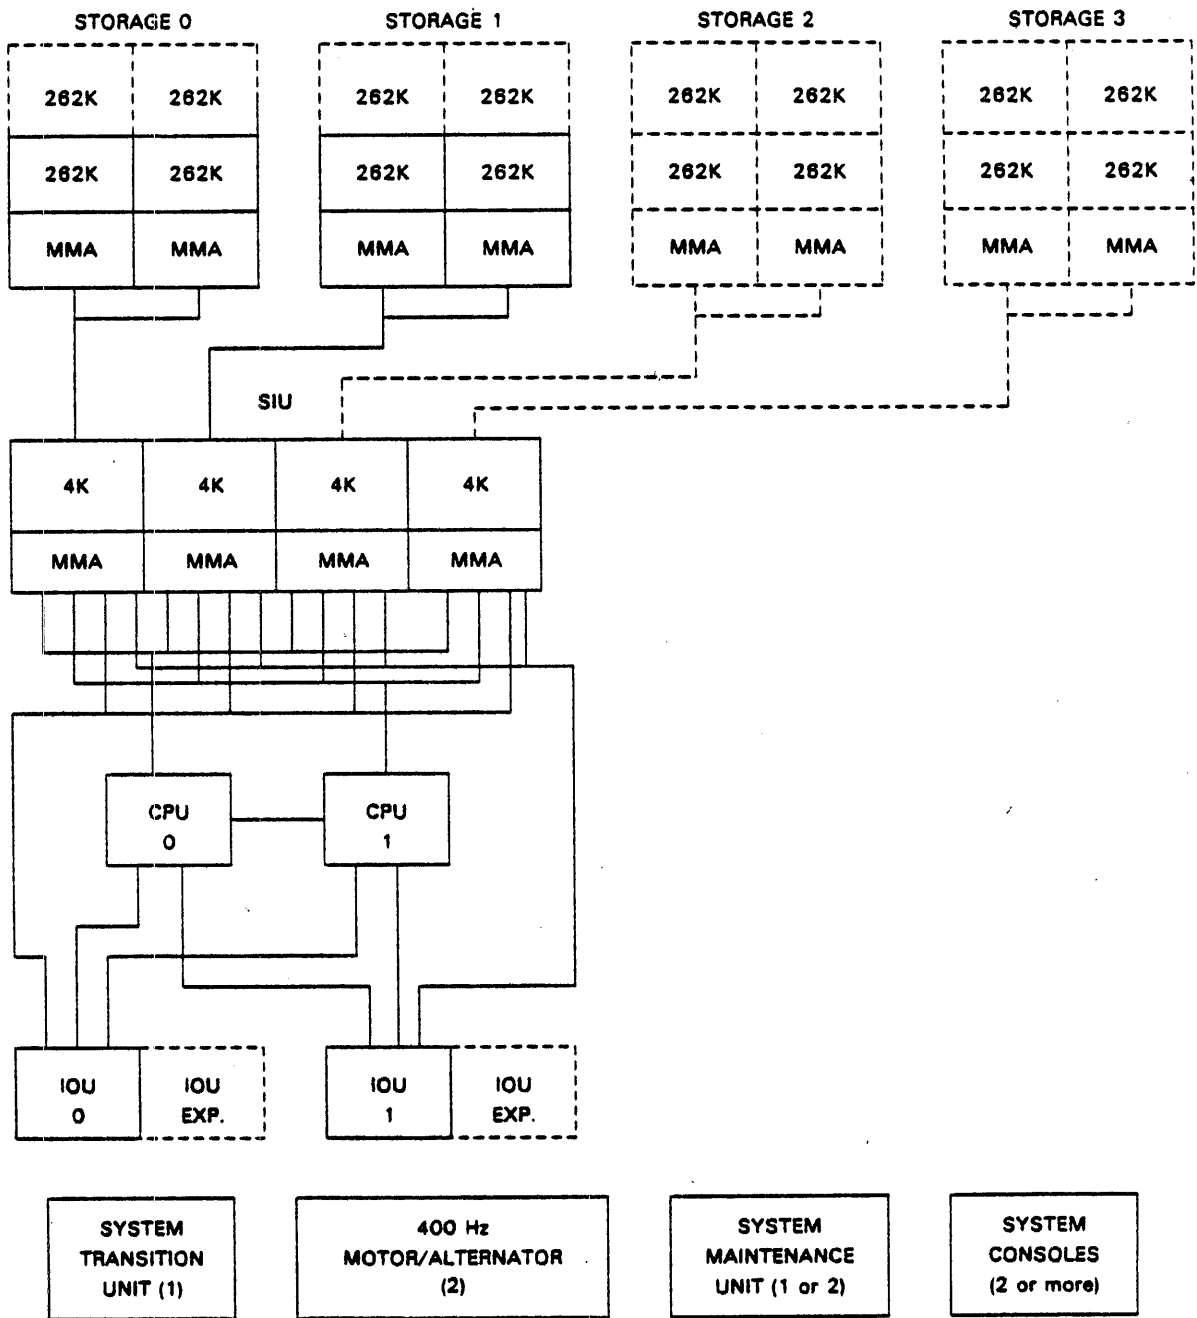 STORAGE 0 STORAGE 1 STORAGE 2 STORAGE 3
262K 262K 262K 262K 262K 262K 262K 262K
262K 262K 262K 262K 262K 262K 262K 262K
MMA MMA MMA MMA MMA MMA MMA MMA
SIU
4K 4K 4K 4K
MMA MMA MMA MMA
CPU
0
CPU
1
IOU
0
IOU
EXP.
IOU
1
IOU
EXP.
SYSTEM
TRANSITION
UNIT (1)
400 Hz
MOTOR/ALTERNATOR
(2)
SYSTEM
MAINTENANCE
UNIT (1 or 2)
SYSTEM
CONSOLES
(2 or more)